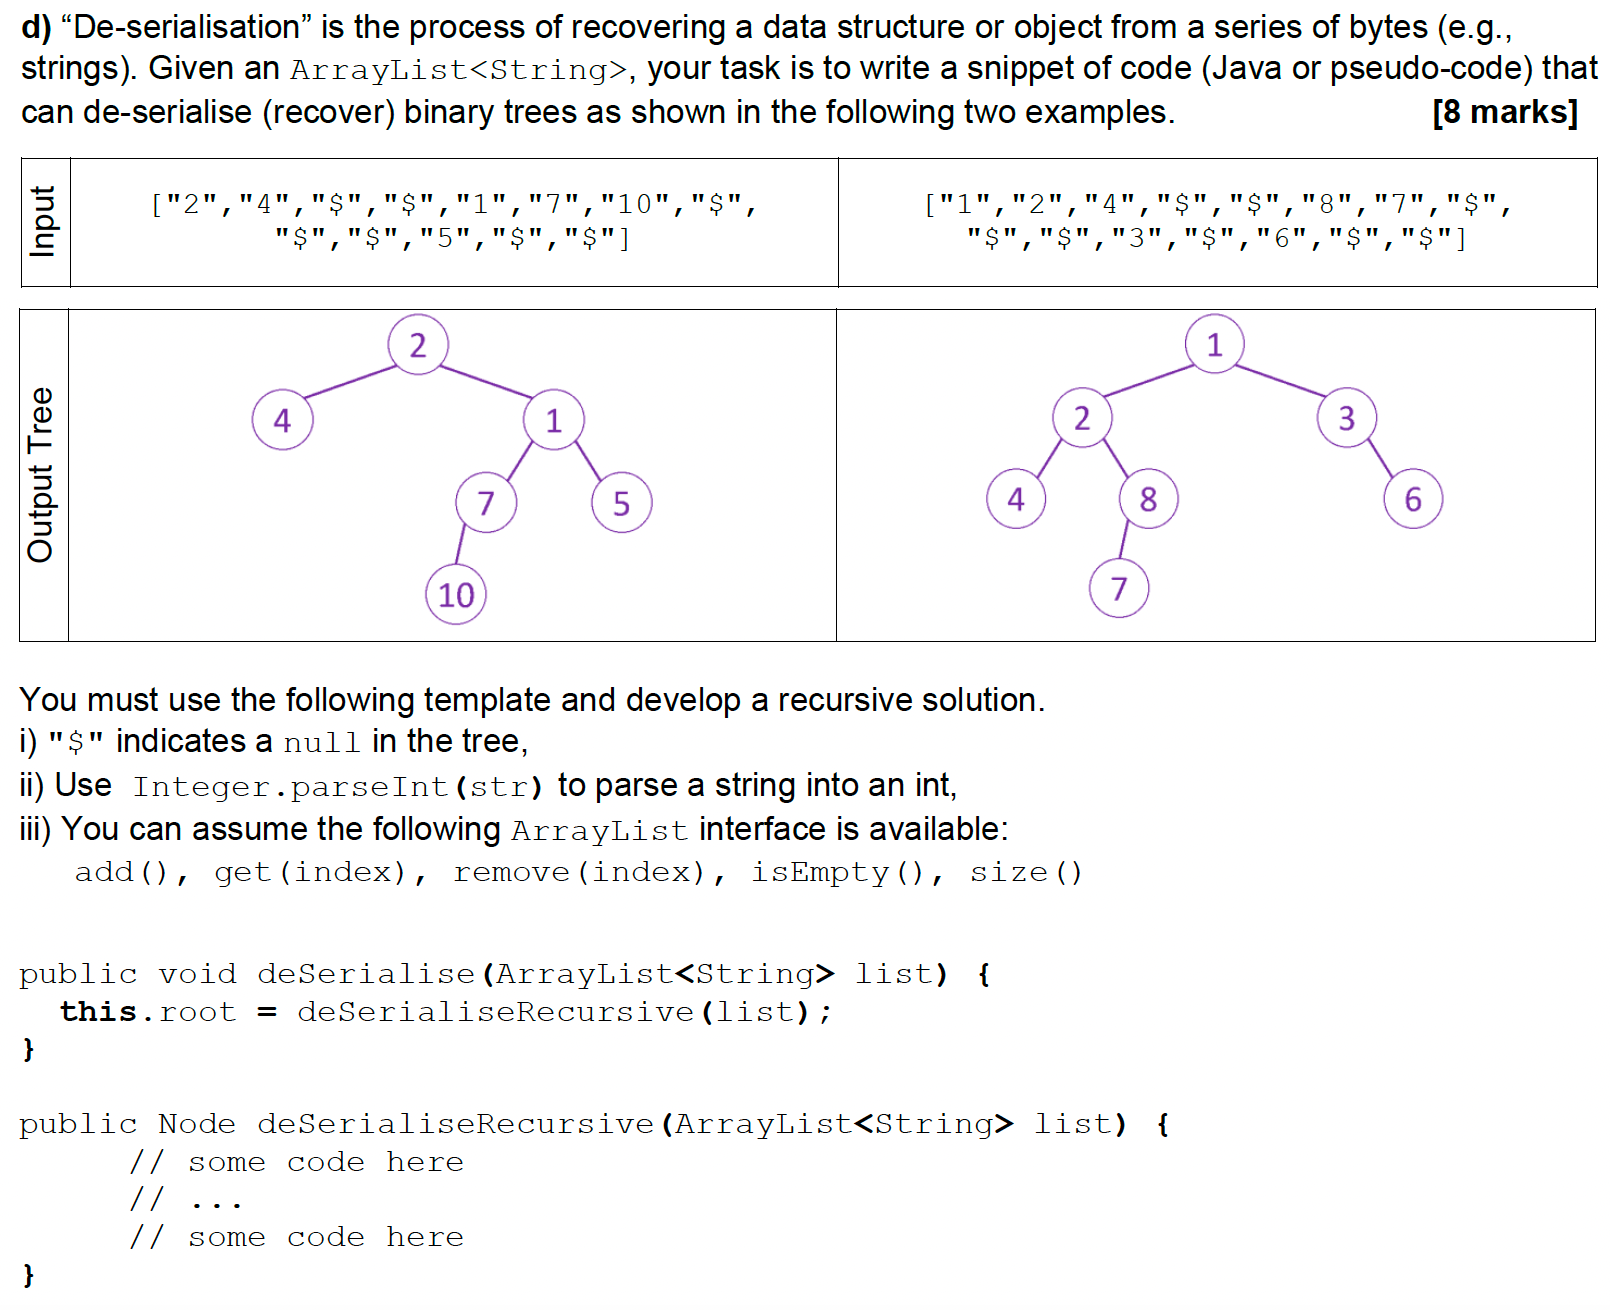 d) “De-serialisation” is the process of recovering a data structure or object from a series of bytes (e.g.,
strings). Given an ArrayList<String>, your task is to write a snippet of code (Java or pseudo-code) that
can de-serialise (recover) binary trees as shown in the following two examples. [8 marks]
Input
["2","4","$","$","1","7","10","$",
"$","$","5","$","$"]
["1","2","4","$","$","8","7","$",
"$","$","3","$","6","$","$"]
Output Tree
2
4
1
7
5
10
1
2
3
4
8
6
7
You must use the following template and develop a recursive solution.
i) "$" indicates a null in the tree,
ii) Use Integer.parseInt(str) to parse a string into an int,
iii) You can assume the following ArrayList interface is available:
add(), get(index), remove(index), isEmpty(), size()
public void deSerialise(ArrayList<String> list) {
this.root = deSerialiseRecursive(list);
}
public Node deSerialiseRecursive(ArrayList<String> list) {
// some code here
// ...
// some code here
}